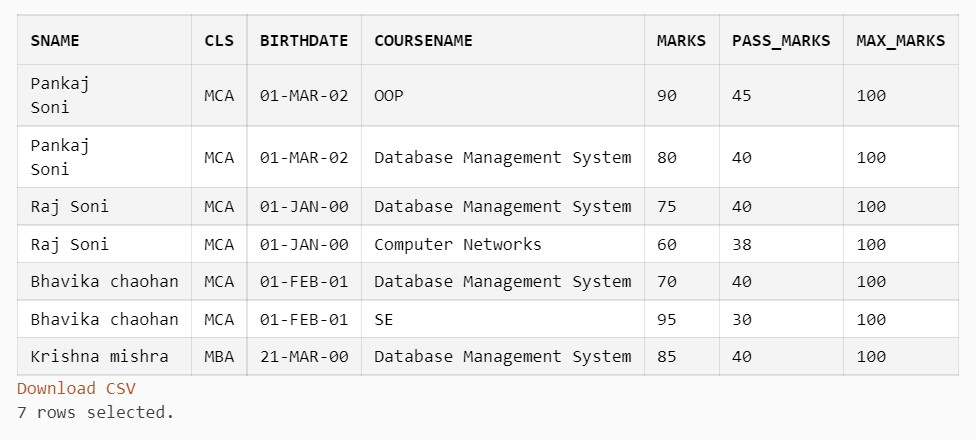 SNAME CLS BIRTHDATE COURSENAME MARKS PASS_MARKS MAX_MARKS
Pankaj
Soni MCA 01-MAR-02 OOP 90 45 100
Pankaj
Soni MCA 01-MAR-02 Database Management System 80 40 100
Raj Soni MCA 01-JAN-00 Database Management System 75 40 100
Raj Soni MCA 01-JAN-00 Computer Networks 60 38 100
Bhavika chaohan MCA 01-FEB-01 Database Management System 70 40 100
Bhavika chaohan MCA 01-FEB-01 SE 95 30 100
Krishna mishra MBA 21-MAR-00 Database Management System 85 40 100
Download CSV
7 rows selected.